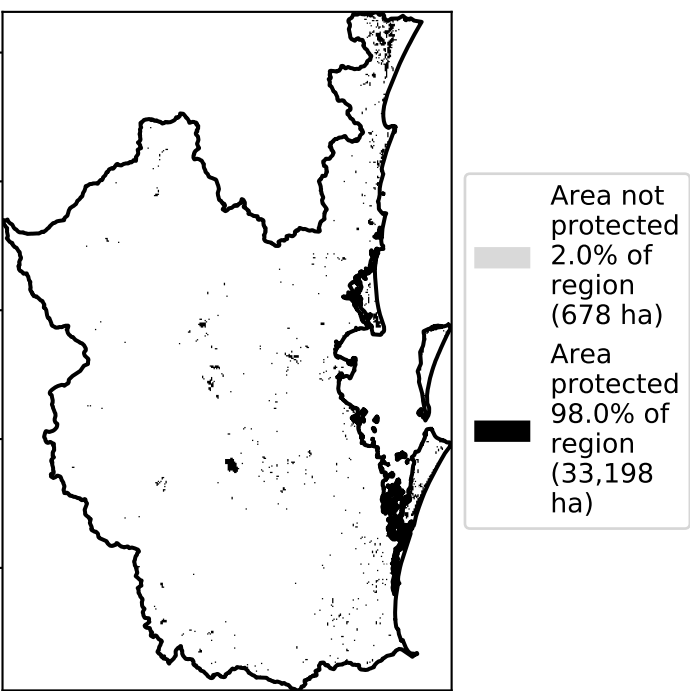 Area not
protected
2.0% of
region
(678 ha)
Area
protected
98.0% of
region
(33,198
ha)